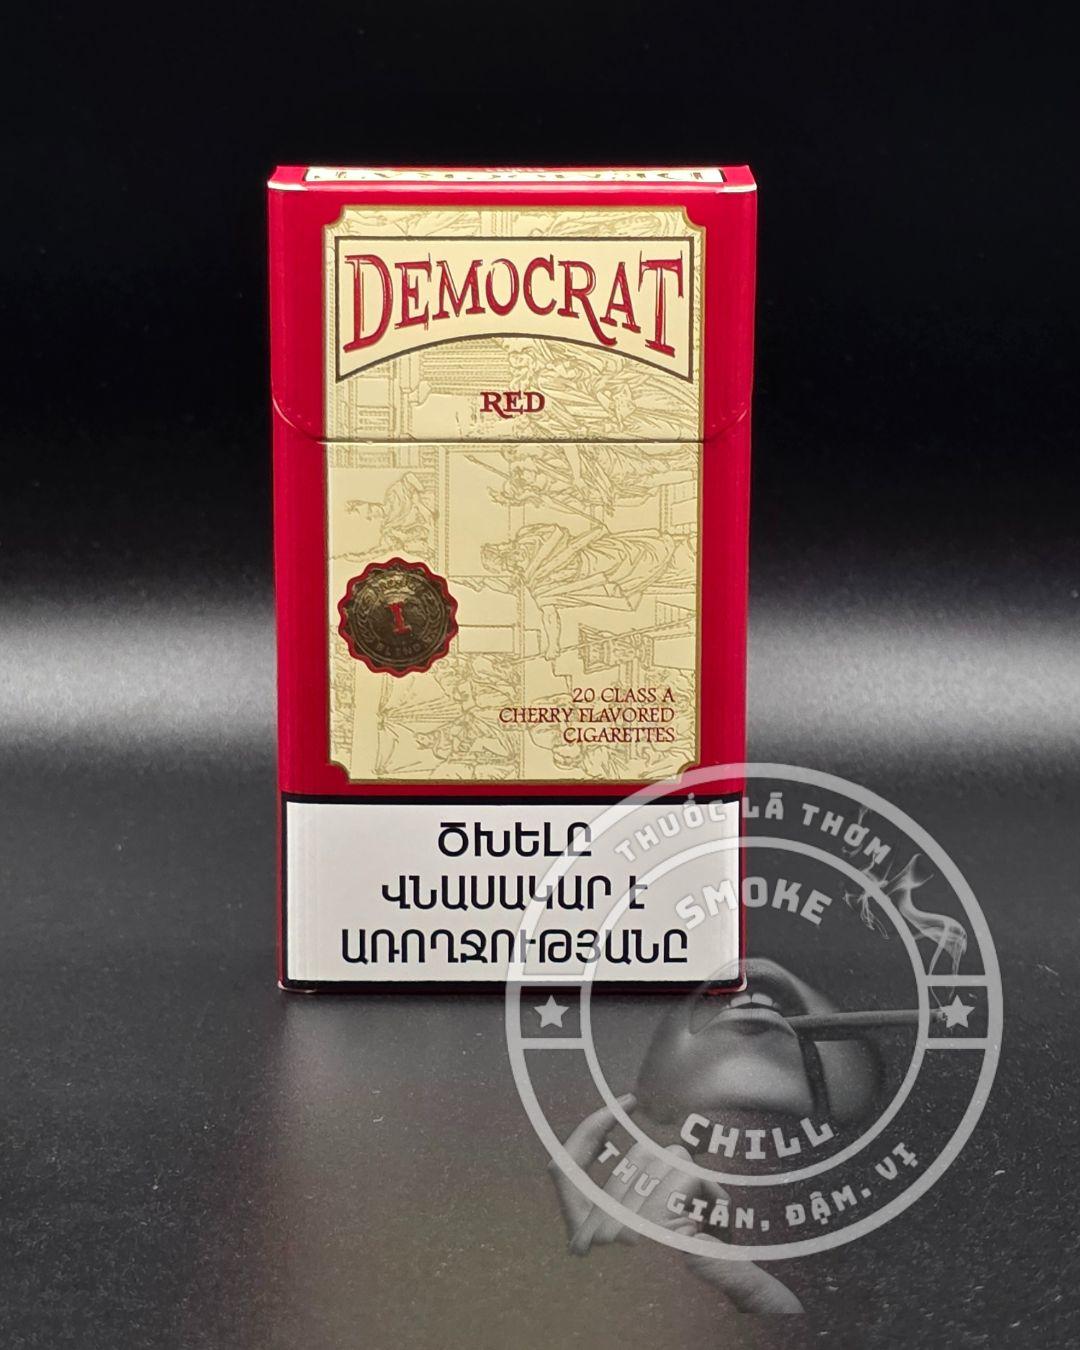 DEMOCRAT
RED
I
BLEND
20 CLASS A
CHERRY FLAVORED
CIGARETTES
ԾԽԵԼԸ
ՎՆԱՍԱԿԱՐ Է
ԱՌՈՂՋՈՒԹՅԱՆԸ
THUỐC LÁ THƠM
SMOKE
CHILL
THƯ GIÃN, ĐẬM. VỊ